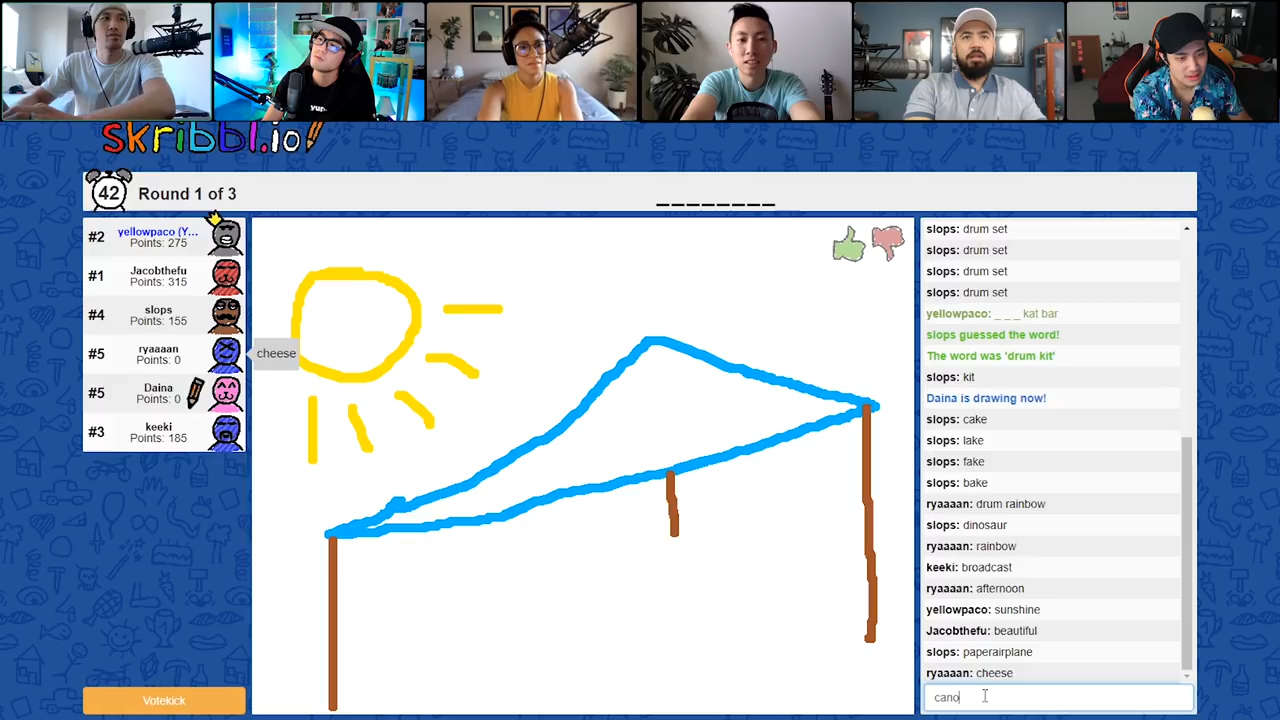 yup.
skribbl.io
42
Round 1 of 3
________
#2 yellowpaco (Y...
Points: 275
#1 Jacobthefu
Points: 315
#4 slops
Points: 155
#5 ryaaaan
Points: 0
cheese
#5 Daina
Points: 0
#3 keeki
Points: 185
Votekick
slops: drum set
slops: drum set
slops: drum set
slops: drum set
yellowpaco: _ _ _ kat bar
slops guessed the word!
The word was 'drum kit'
slops: kit
Daina is drawing now!
slops: cake
slops: lake
slops: fake
slops: bake
ryaaaan: drum rainbow
slops: dinosaur
ryaaaan: rainbow
keeki: broadcast
ryaaaan: afternoon
yellowpaco: sunshine
Jacobthefu: beautiful
slops: paperairplane
ryaaaan: cheese
cano